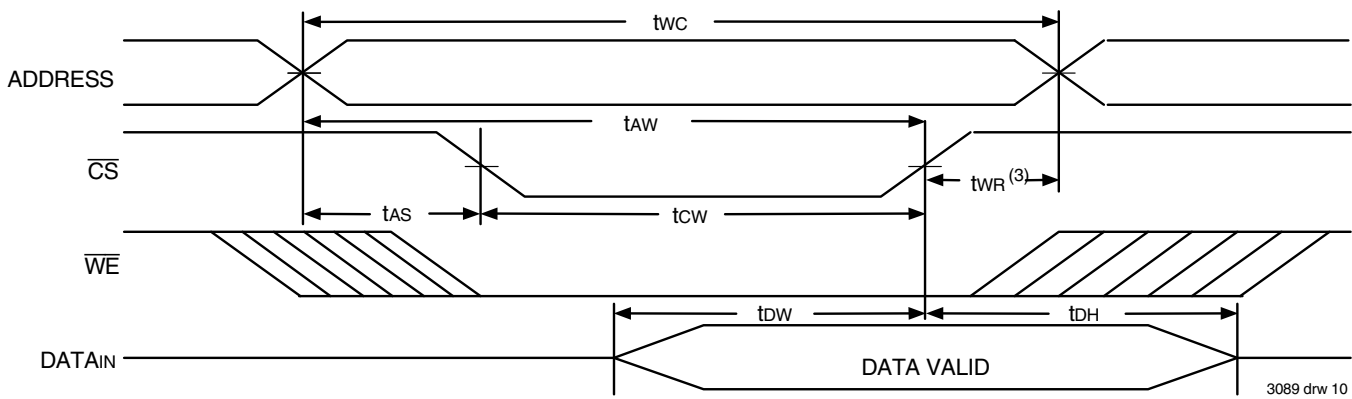 tWC
ADDRESS
tAW
CS
tWR (3)
tAS
tCW
WE
tDW
tDH
DATAIN
DATA VALID
3089 drw 10